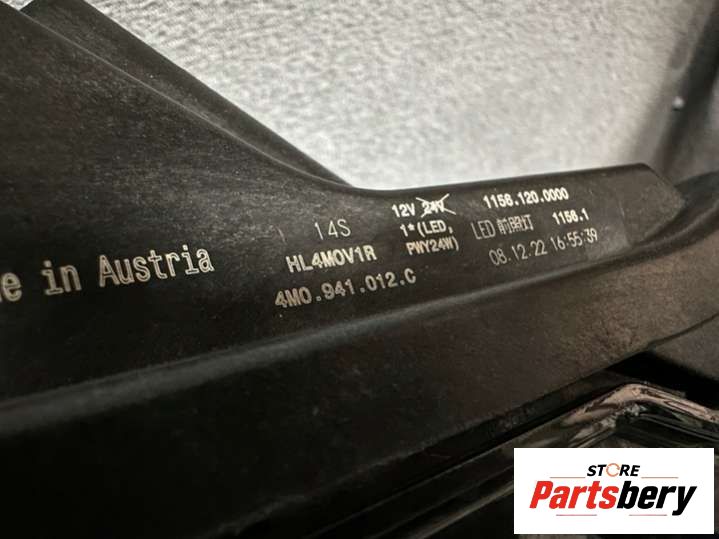 e in Austria
14S
HL4M0V1R
4M0.941.012.C
12V 24V
1*(LED,
PWY24W)
1156.120.0000
LED 前照灯 1156.1
08.12.22 16:55:39
STORE
Partsbery